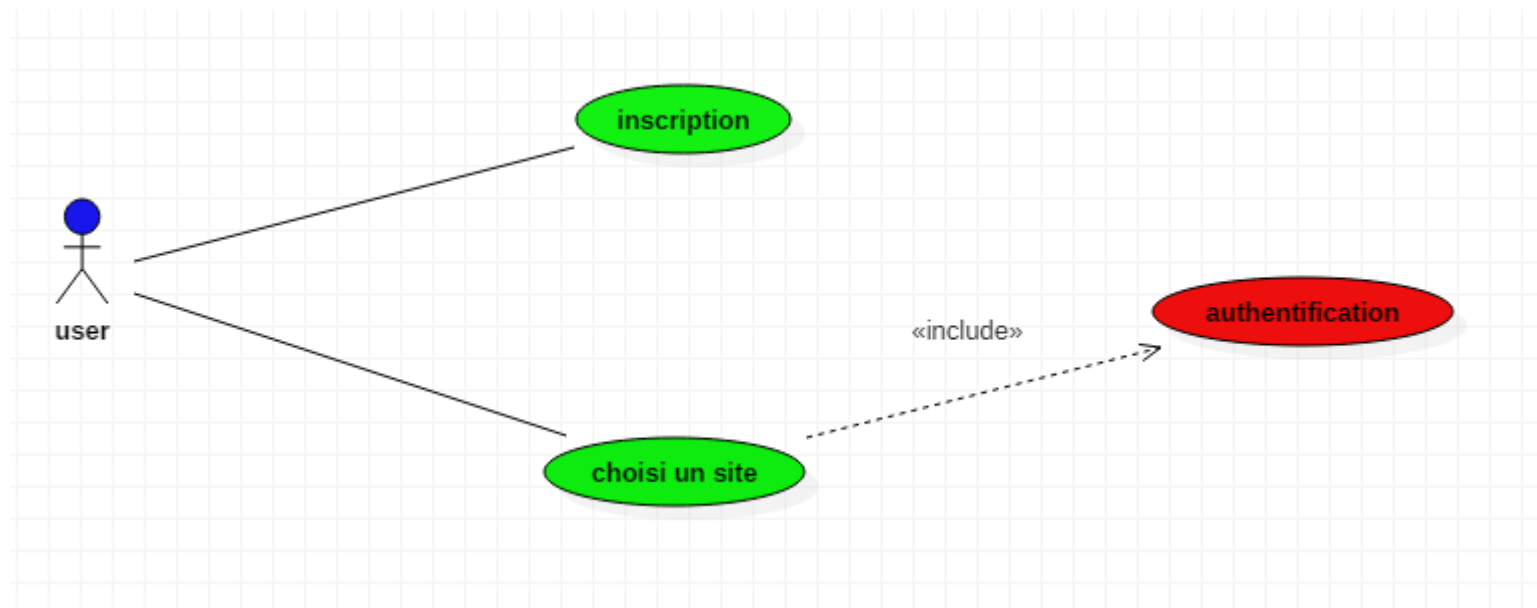 inscription
user
«include»
authentification
choisi un site